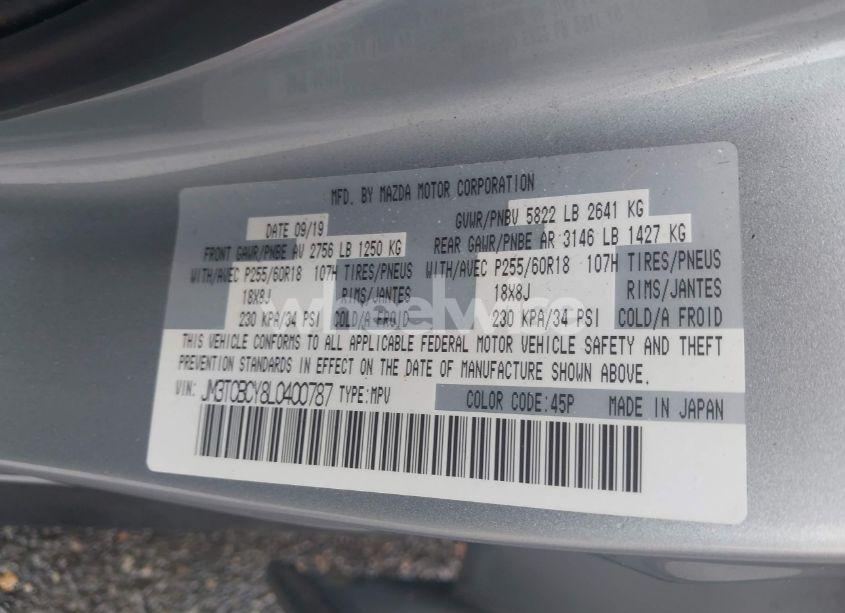 MFD. BY MAZDA MOTOR CORPORATION
DATE 09/19 GVWR/PNBV 5822 LB 2641 KG
FRONT GAWR/PNBE AV 2756 LB 1250 KG REAR GAWR/PNBE AR 3146 LB 1427 KG
WITH/AVEC P255/60R18 107H TIRES/PNEUS WITH/AVEC P255/60R18 107H TIRES/PNEUS
18X8J RIMS/JANTES 18X8J RIMS/JANTES
230 KPA/34 PSI COLD/A FROID 230 KPA/34 PSI COLD/A FROID
THIS VEHICLE CONFORMS TO ALL APPLICABLE FEDERAL MOTOR VEHICLE SAFETY AND THEFT
PREVENTION STANDARDS IN EFFECT ON THE DATE OF MANUFACTURE SHOWN ABOVE.
VIN: JM3TCBCY8L0400787 TYPE:MPV COLOR CODE:45P MADE IN JAPAN